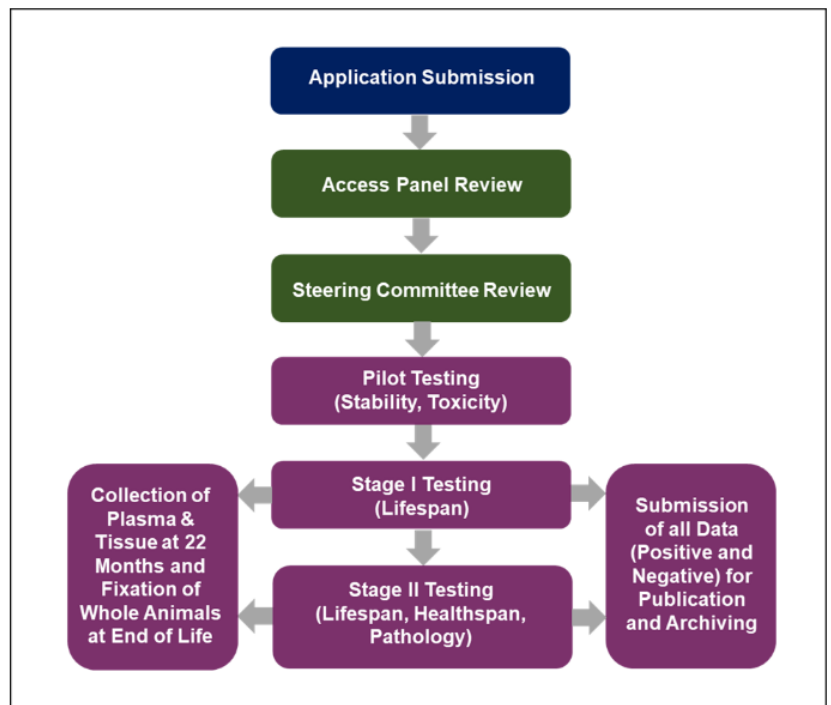 Application Submission
Access Panel Review
Steering Committee Review
Pilot Testing
(Stability, Toxicity)
Stage I Testing
(Lifespan)
Collection of
Plasma &
Tissue at 22
Months and
Fixation of
Whole Animals
at End of Life
Submission
of all Data
(Positive and
Negative) for
Publication
and Archiving
Stage II Testing
(Lifespan, Healthspan,
Pathology)